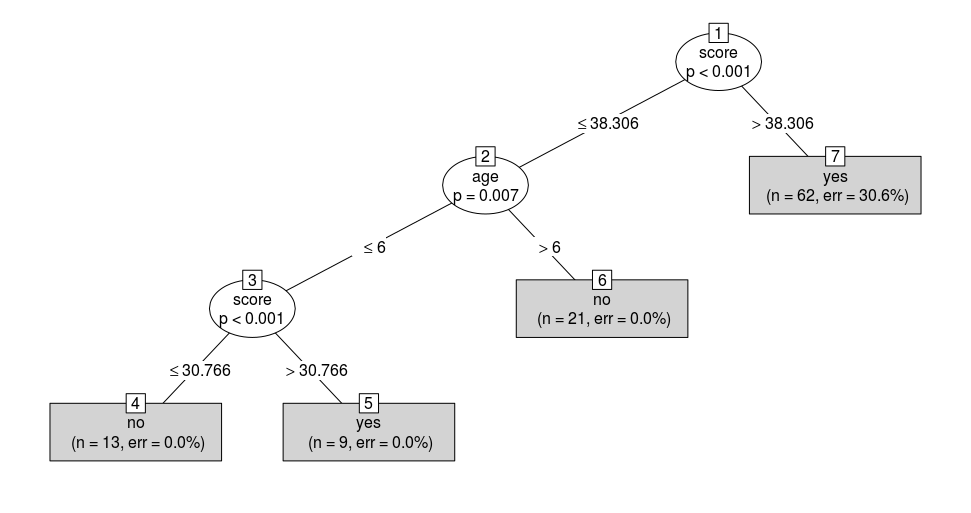 1
score
p < 0.001
≤ 38.306
> 38.306
2
age
p = 0.007
7
yes
(n = 62, err = 30.6%)
≤ 6
> 6
3
score
p < 0.001
6
no
(n = 21, err = 0.0%)
≤ 30.766
> 30.766
4
no
(n = 13, err = 0.0%)
5
yes
(n = 9, err = 0.0%)